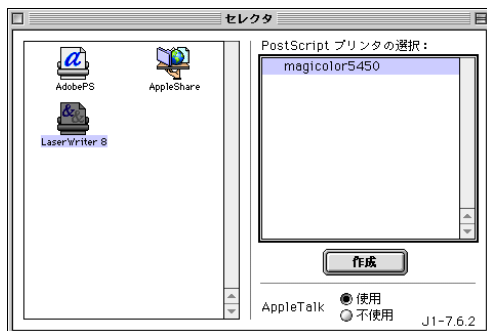 セレクタ
AdobePS
AppleShare
LaserWriter 8
PostScript プリンタの選択：
magicolor5450
作成
AppleTalk
使用
不使用
J1-7.6.2